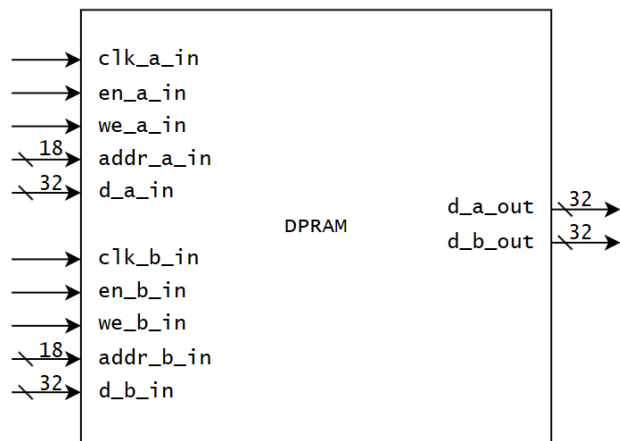 clk_a_in
en_a_in
we_a_in
18 addr_a_in
32 d_a_in
d_a_out 32
DPRAM
d_b_out 32
clk_b_in
en_b_in
we_b_in
18 addr_b_in
32 d_b_in